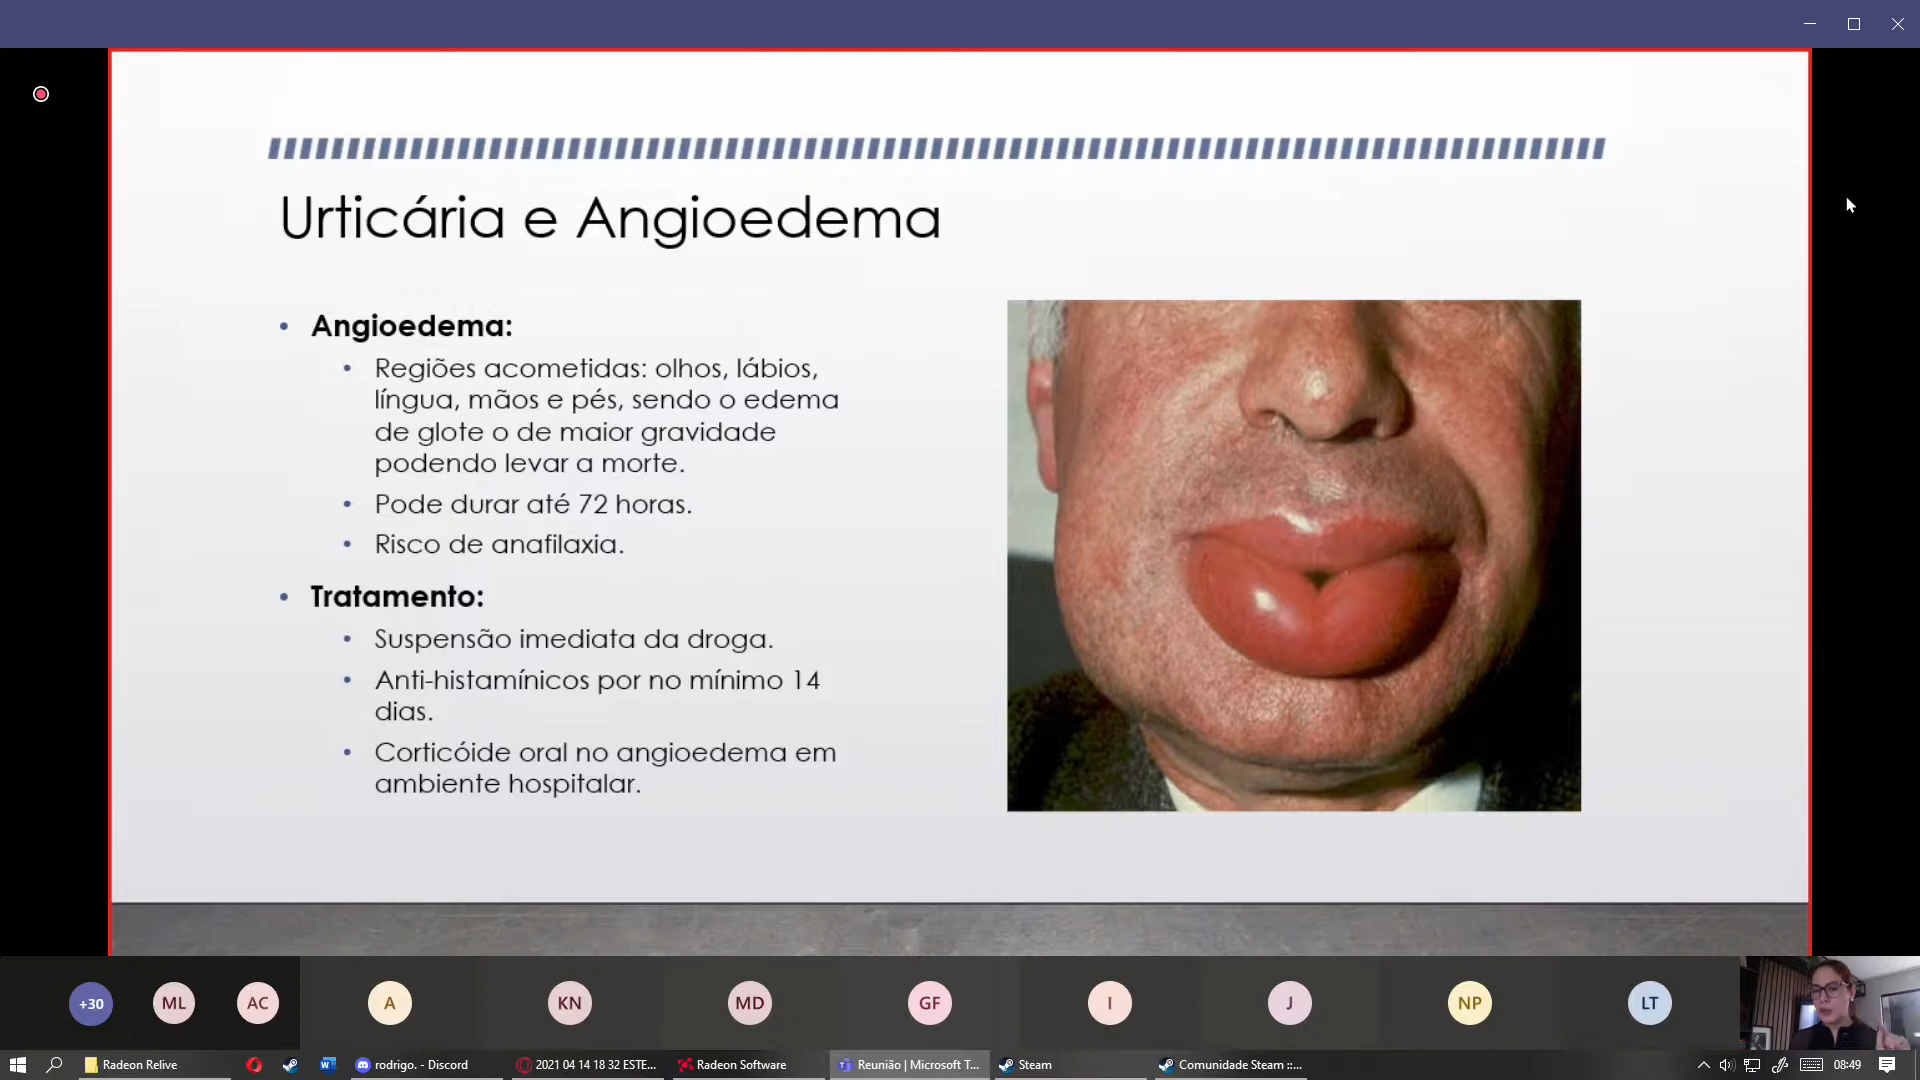 Urticária e Angioedema
• Angioedema:
• Regiões acometidas: olhos, lábios,
língua, mãos e pés, sendo o edema
de glote o de maior gravidade
podendo levar a morte.
• Pode durar até 72 horas.
• Risco de anafilaxia.
• Tratamento:
• Suspensão imediata da droga.
• Anti-histamínicos por no mínimo 14
dias.
• Corticóide oral no angioedema em
ambiente hospitalar.
+30 ML AC A KN MD GF I J NP LT
Radeon Relive rodrigo. - Discord 2021 04 14 18 32 ESTE... Radeon Software Reunião | Microsoft T... Steam Comunidade Steam ::... 08:49